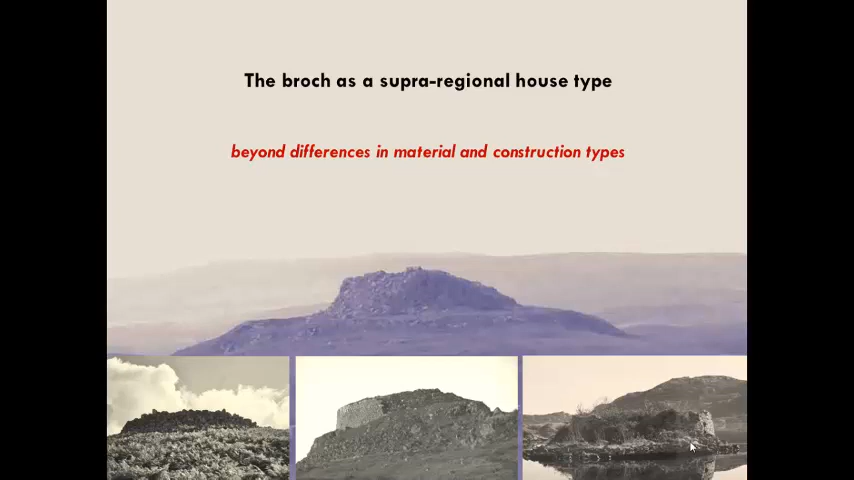 The broch as a supra-regional house type
beyond differences in material and construction types